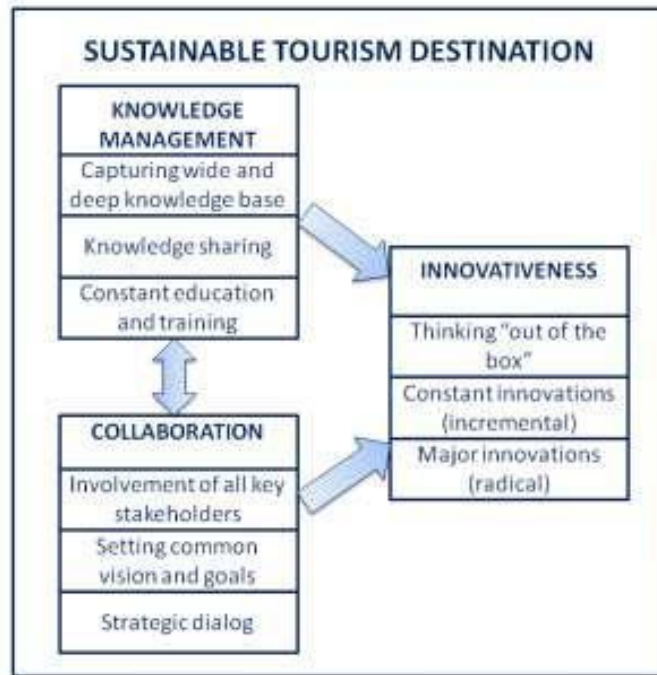 SUSTAINABLE TOURISM DESTINATION
KNOWLEDGE
MANAGEMENT
Capturing wide and
deep knowledge base
Knowledge sharing
Constant education
and training
COLLABORATION
Involvement of all key
stakeholders
Setting common
vision and goals
Strategic dialog
INNOVATIVENESS
Thinking "out of the
box"
Constant innovations
(incremental)
Major innovations
(radical)